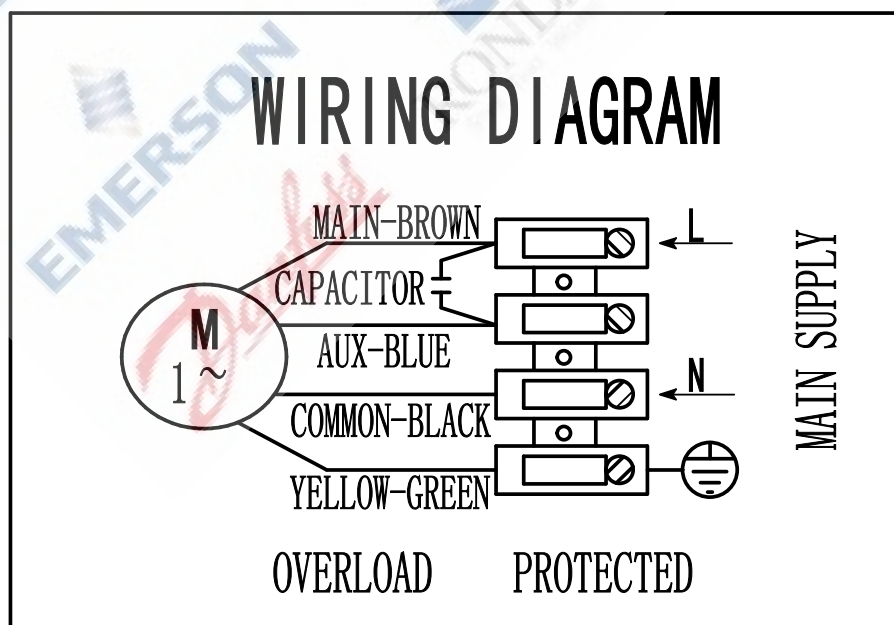 WIRING DIAGRAM
EMERSON
MAIN-BROWN
L
CAPACITOR
M
1~
AUX-BLUE
N
COMMON-BLACK
YELLOW-GREEN
MAIN SUPPLY
OVERLOAD PROTECTED